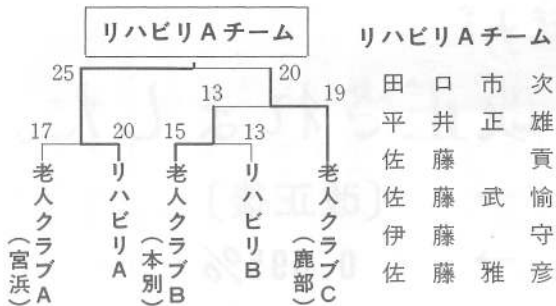 リハビリAチーム
25
20
13
19
17
20
15
13
老人クラブA
(宮浜)
リハビリA
老人クラブB
(本別)
リハビリB
老人クラブC
(鹿部)
リハビリAチーム
田口市次
平井正雄
佐藤貢
佐藤武愉
伊藤守
佐藤雅彦